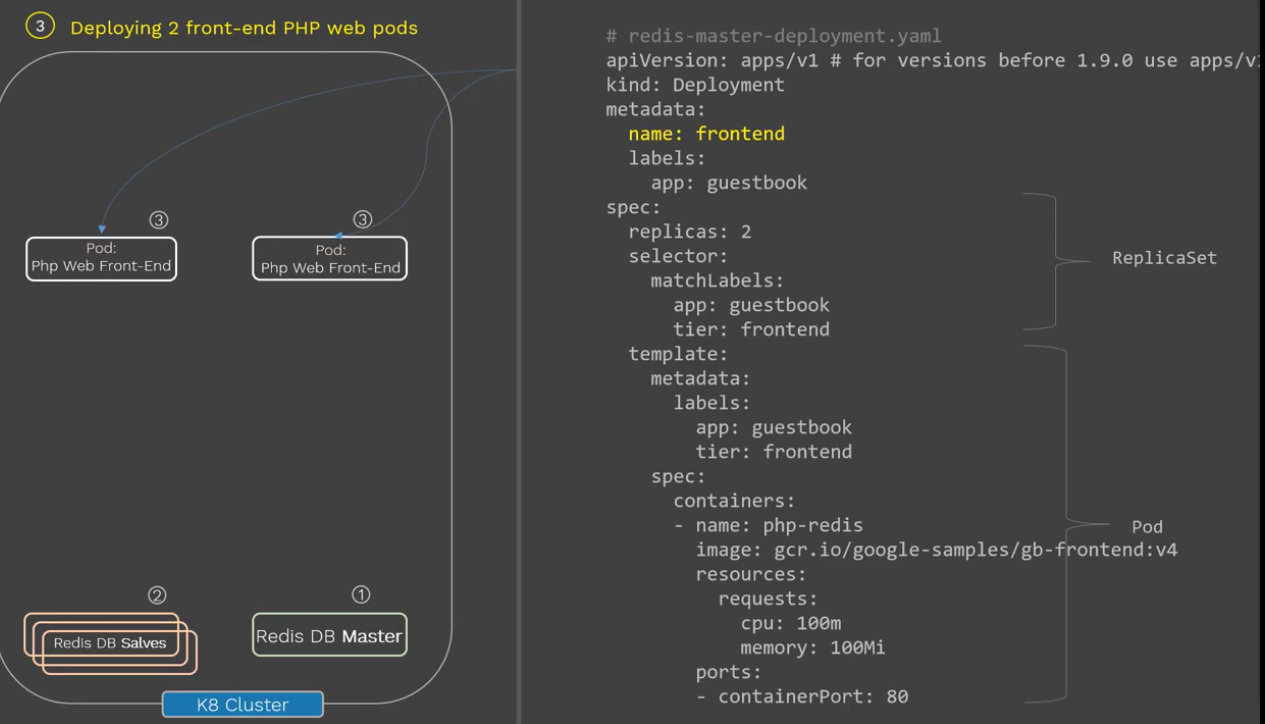 3 Deploying 2 front-end PHP web pods
3
Pod:
Php Web Front-End
3
Pod:
Php Web Front-End
2
Redis DB Salves
1
Redis DB Master
K8 Cluster
# redis-master-deployment.yaml
apiVersion: apps/v1 # for versions before 1.9.0 use apps/v1
kind: Deployment
metadata:
  name: frontend
  labels:
    app: guestbook
spec:
  replicas: 2
  selector:
    matchLabels:
      app: guestbook
      tier: frontend
  template:
    metadata:
      labels:
        app: guestbook
        tier: frontend
    spec:
      containers:
      - name: php-redis
        image: gcr.io/google-samples/gb-frontend:v4
        resources:
          requests:
            cpu: 100m
            memory: 100Mi
        ports:
        - containerPort: 80
ReplicaSet
Pod